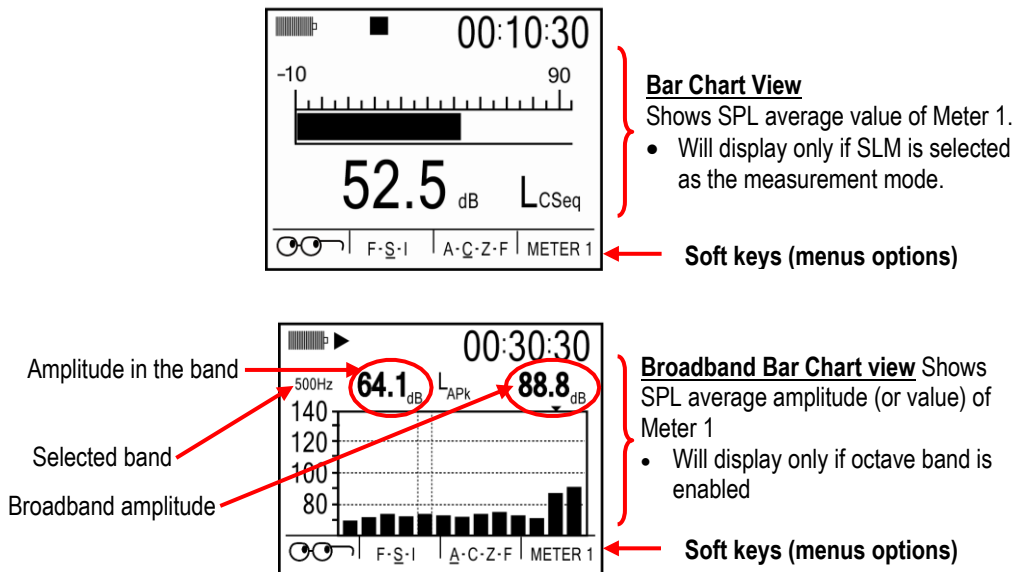 00:10:30
-10 90
52.5 dB LCSeq
F-S-I A-C-Z-F METER 1
Bar Chart View
Shows SPL average value of Meter 1.
• Will display only if SLM is selected
as the measurement mode.
Soft keys (menus options)
Amplitude in the band
Selected band
Broadband amplitude
00:30:30
500Hz 64.1dB LAPk 88.8dB
140
120
100
80
F-S-I A-C-Z-F METER 1
Broadband Bar Chart view Shows
SPL average amplitude (or value) of
Meter 1
• Will display only if octave band is
enabled
Soft keys (menus options)